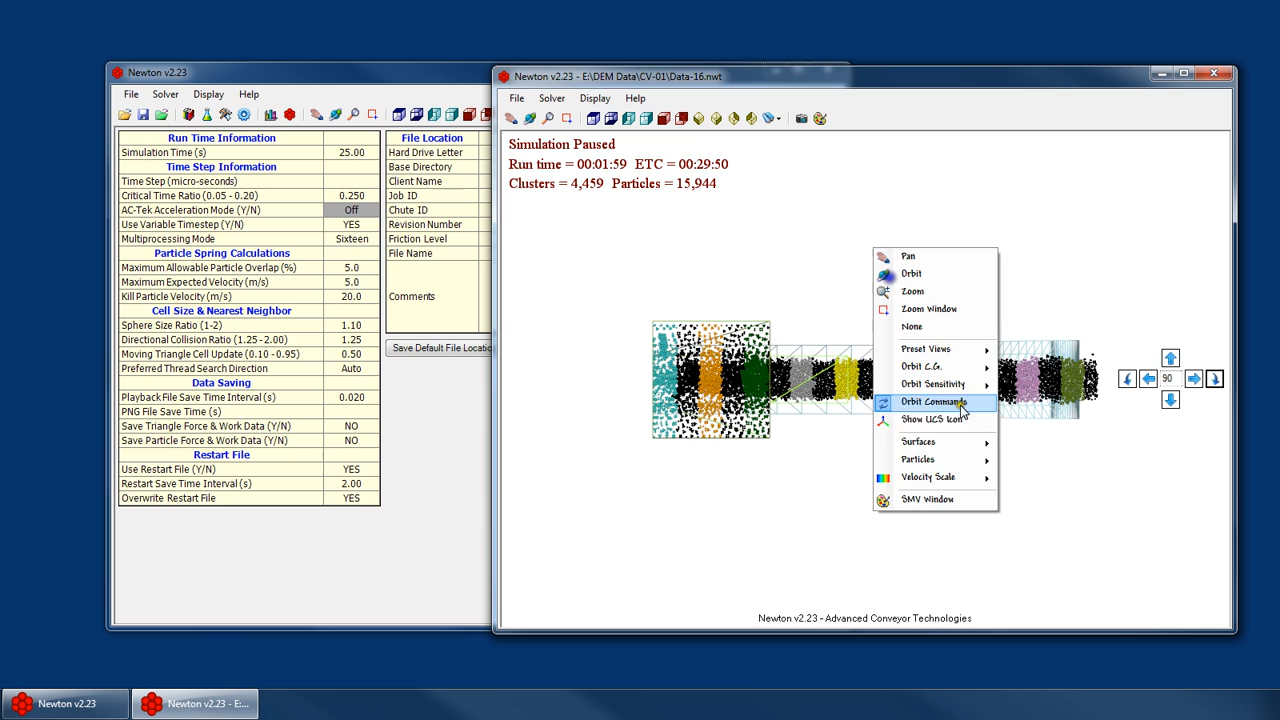 Newton v2.23
File Solver Display Help
Run Time Information
Simulation Time (s) 25.00
Time Step Information
Time Step (micro-seconds)
Critical Time Ratio (0.05 - 0.20) 0.250
AC-Tek Acceleration Mode (Y/N) Off
Use Variable Timestep (Y/N) YES
Multiprocessing Mode Sixteen
Particle Spring Calculations
Maximum Allowable Particle Overlap (%) 5.0
Maximum Expected Velocity (m/s) 5.0
Kill Particle Velocity (m/s) 20.0
Cell Size & Nearest Neighbor
Sphere Size Ratio (1-2) 1.10
Directional Collision Ratio (1.25 - 2.00) 1.25
Moving Triangle Cell Update (0.10 - 0.95) 0.50
Preferred Thread Search Direction Auto
Data Saving
Playback File Save Time Interval (s) 0.020
PNG File Save Time (s)
Save Triangle Force & Work Data (Y/N) NO
Save Particle Force & Work Data (Y/N) NO
Restart File
Use Restart File (Y/N) YES
Restart Save Time Interval (s) 2.00
Overwrite Restart File YES
File Location
Hard Drive Letter
Base Directory
Client Name
Job ID
Chute ID
Revision Number
Friction Level
File Name
Comments
Save Default File Locatio
Newton v2.23 - E:\DEM Data\CV-01\Data-16.nwt
File Solver Display Help
Simulation Paused
Run time = 00:01:59 ETC = 00:29:50
Clusters = 4,459 Particles = 15,944
Pan
Orbit
Zoom
Zoom Window
None
Preset Views
Orbit C.G.
Orbit Sensitivity
Orbit Commands
Show UCS Icon
Surfaces
Particles
Velocity Scale
SMV Window
90
Newton v2.23 - Advanced Conveyor Technologies
Newton v2.23
Newton v2.23 - E:...